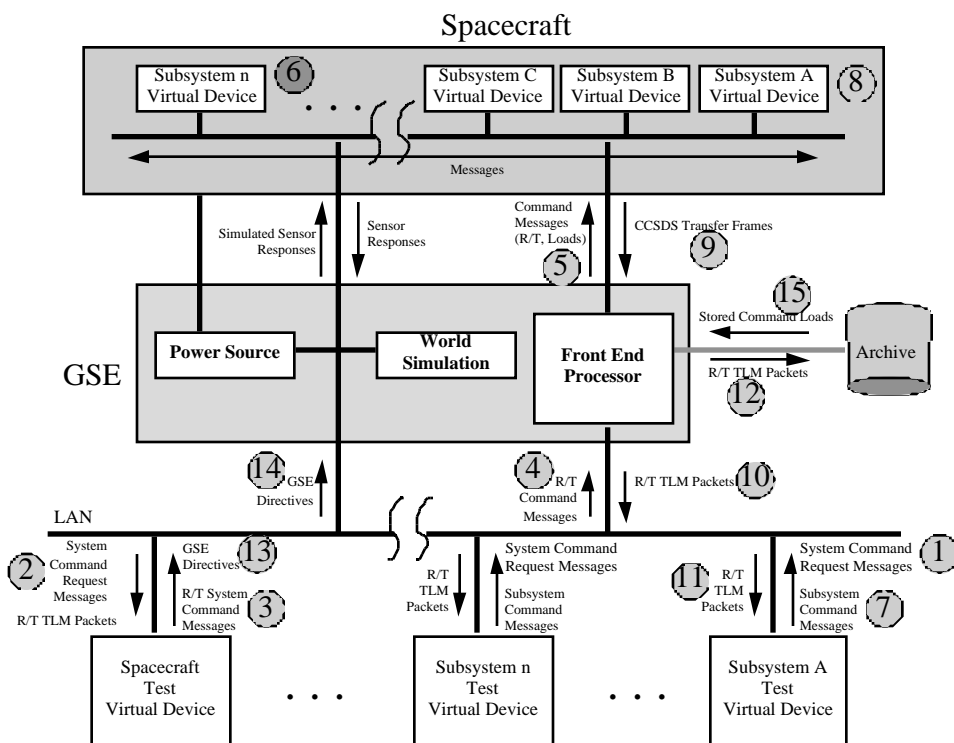 Spacecraft
Subsystem n
Virtual Device
6
. . .
Subsystem C
Virtual Device
Subsystem B
Virtual Device
Subsystem A
Virtual Device
8
Messages
Simulated Sensor
Responses
Sensor
Responses
Command
Messages
(R/T, Loads)
5
CCSDS Transfer Frames
9
GSE
Power Source
World
Simulation
Front End
Processor
15
Stored Command Loads
R/T TLM Packets
12
Archive
14
GSE
Directives
4
R/T
Command
Messages
R/T TLM Packets
10
LAN
2
System
Command
Request
Messages
R/T TLM Packets
GSE
Directives
13
R/T System
Command
Messages
3
R/T
TLM
Packets
System Command
Request Messages
Subsystem
Command
Messages
11
R/T
TLM
Packets
System Command
Request Messages
1
Subsystem
Command
Messages
7
Spacecraft
Test
Virtual Device
. . .
Subsystem n
Test
Virtual Device
. . .
Subsystem A
Test
Virtual Device